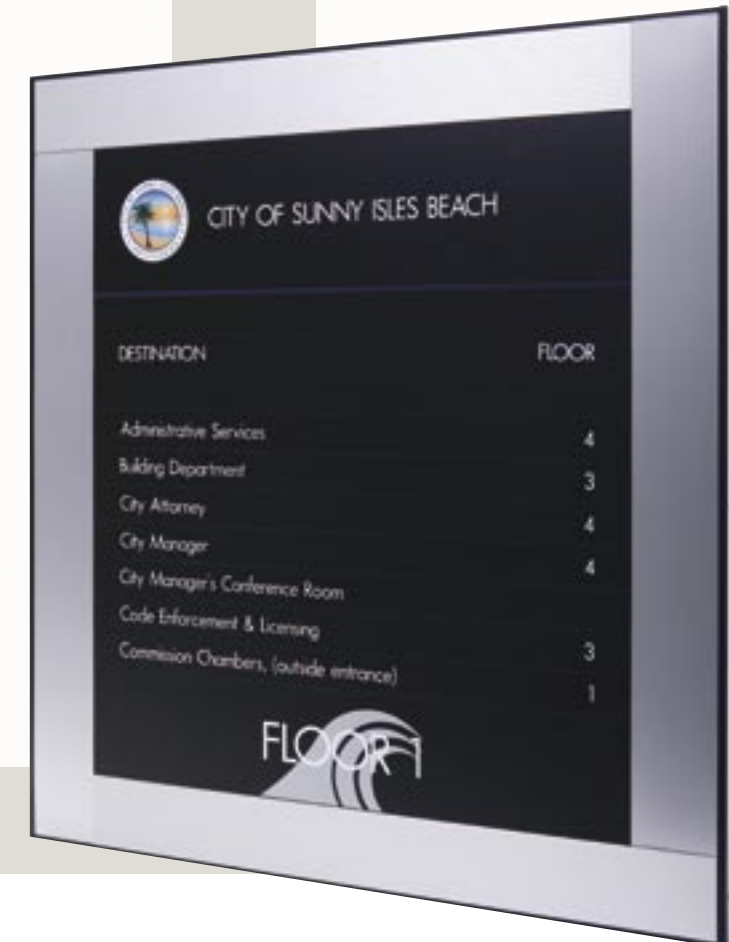 CITY OF SUNNY ISLES BEACH
DESTINATION FLOOR
Administrative Services 4
Building Department 3
City Attorney 4
City Manager 4
City Manager's Conference Room
Code Enforcement & Licensing 3
Commission Chambers, (outside entrance) 1
FLOOR 1